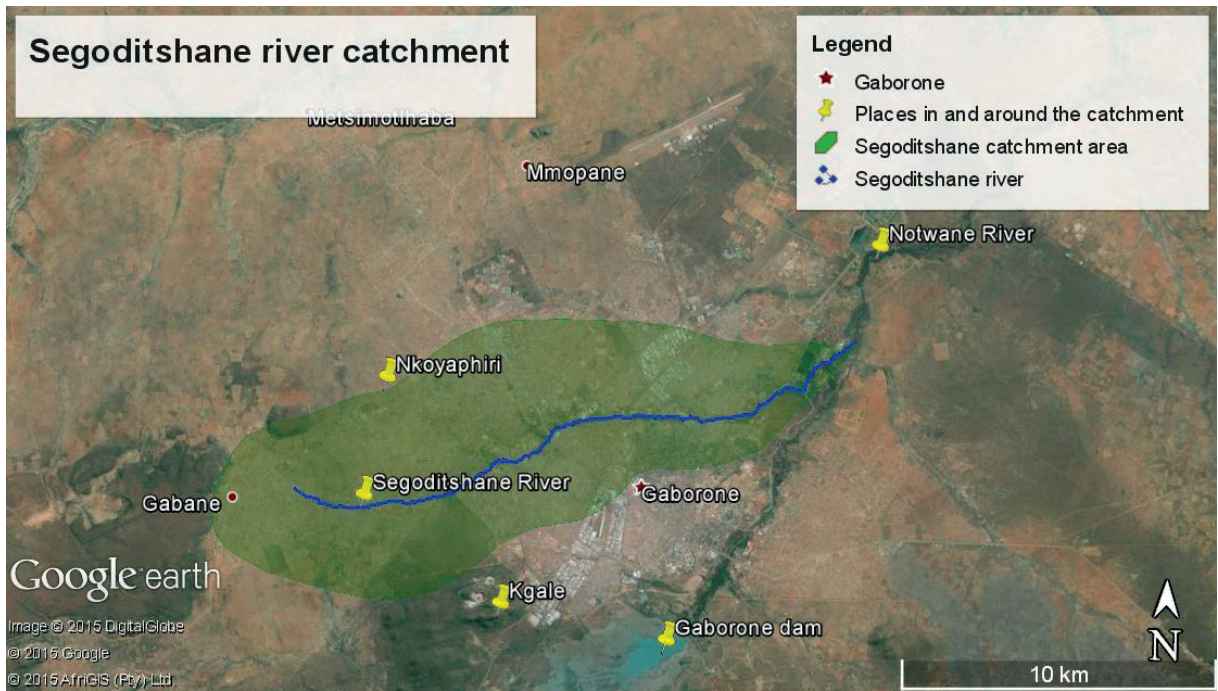 Segoditshane river catchment
Legend
Gaborone
Places in and around the catchment
Segoditshane catchment area
Segoditshane river
Metsimotlhaba
Mmopane
Notwane River
Nkoyaphiri
Segoditshane River
Gabane
Gaborone
Google earth
Kgale
Gaborone dam
Image © 2015 DigitalGlobe
© 2015 Google
© 2015 AfriGIS (Pty) Ltd.
N
10 km